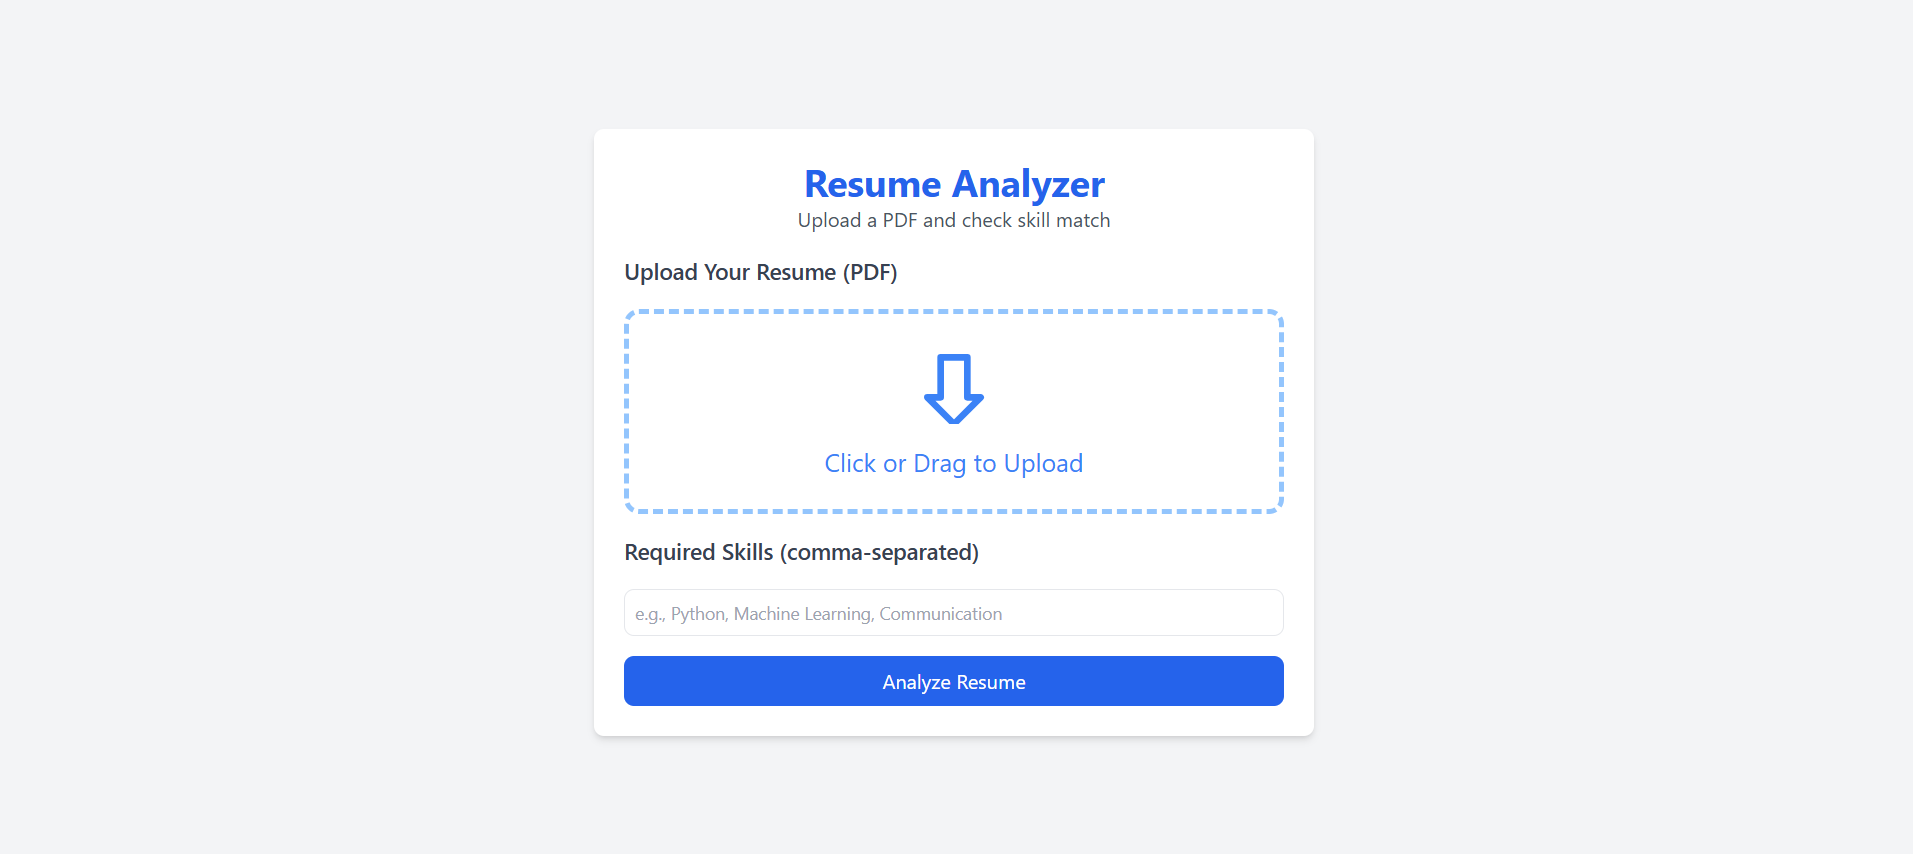 Resume Analyzer
Upload a PDF and check skill match
Upload Your Resume (PDF)
Click or Drag to Upload
Required Skills (comma-separated)
e.g., Python, Machine Learning, Communication
Analyze Resume